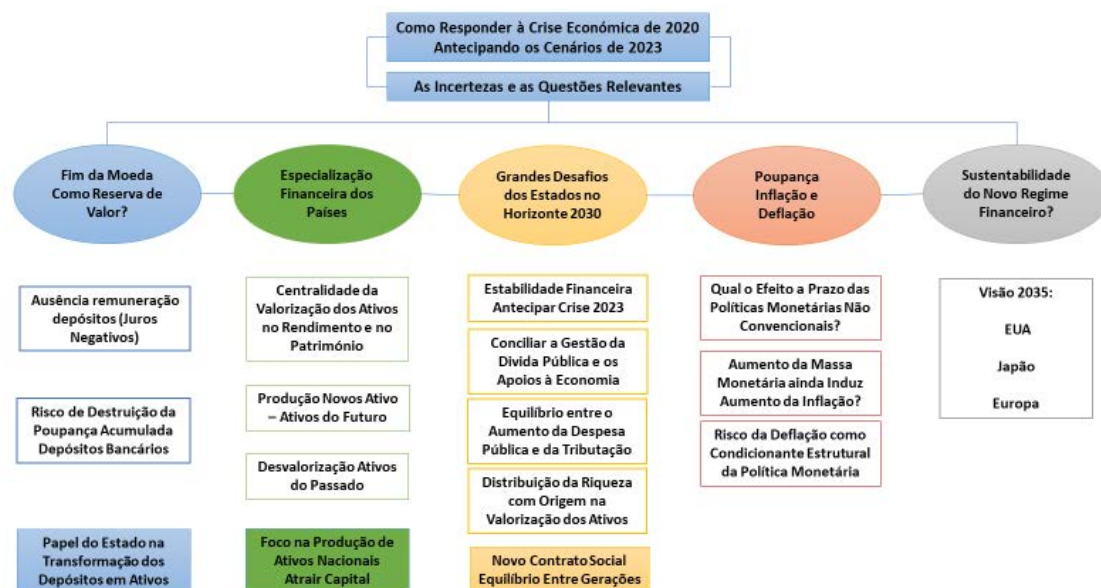 Como Responder à Crise Económica de 2020
Antecipando os Cenários de 2023
As Incertezas e as Questões Relevantes
Fim da Moeda
Como Reserva de
Valor?
Especialização
Financeira dos
Países
Grandes Desafios
dos Estados no
Horizonte 2030
Poupança
Inflação e
Deflação
Sustentabilidade
do Novo Regime
Financeiro?
Ausência remuneração
depósitos (Juros
Negativos)
Risco de Destruição da
Poupança Acumulada
Depósitos Bancários
Papel do Estado na
Transformação dos
Depósitos em Ativos
Centralidade da
Valorização dos Ativos
no Rendimento e no
Património
Produção Novos Ativo
– Ativos do Futuro
Desvalorização Ativos
do Passado
Foco na Produção de
Ativos Nacionais
Atrair Capital
Estabilidade Financeira
Antecipar Crise 2023
Conciliar a Gestão da
Divida Pública e os
Apoios à Economia
Equilíbrio entre o
Aumento da Despesa
Pública e da Tributação
Distribuição da Riqueza
com Origem na
Valorização dos Ativos
Novo Contrato Social
Equilíbrio Entre Gerações
Qual o Efeito a Prazo das
Políticas Monetárias Não
Convencionais?
Aumento da Massa
Monetária ainda Induz
Aumento da Inflação?
Risco da Deflação como
Condicionante Estrutural
da Política Monetária
Visão 2035:
EUA
Japão
Europa